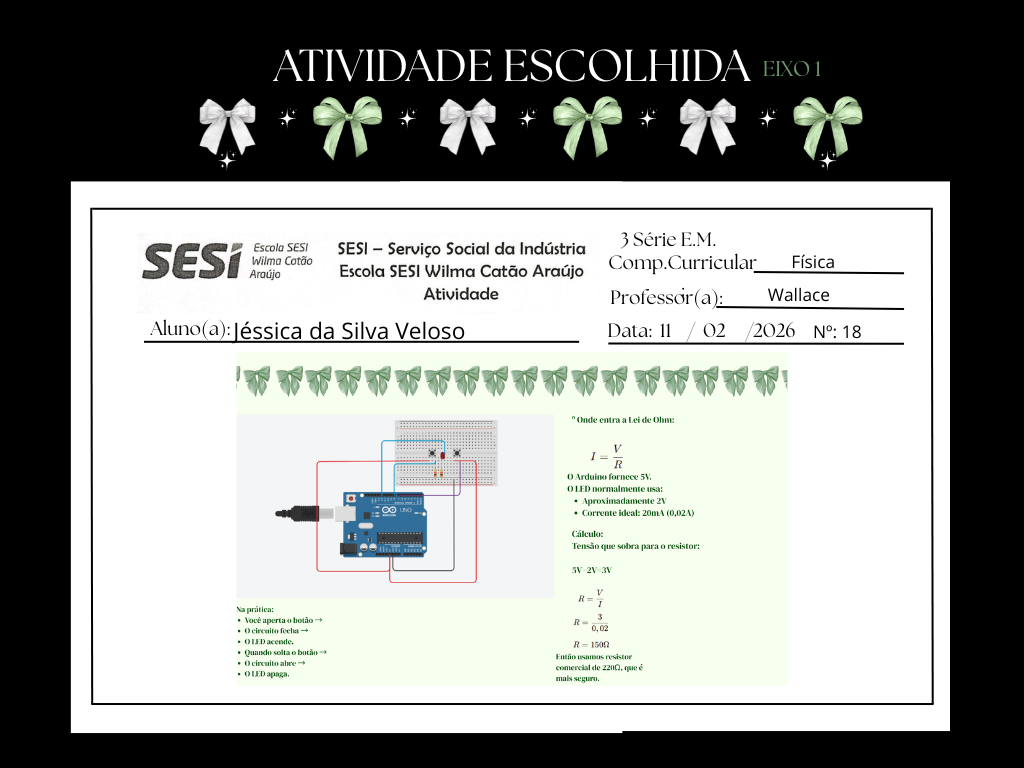 ATIVIDADE ESCOLHIDA EIXO 1
SESI Escola SESI
Wilma Catão
Araújo
SESI – Serviço Social da Indústria
Escola SESI Wilma Catão Araújo
Atividade
3 Série E.M.
Comp.Curricular Física
Professor(a): Wallace
Aluno(a): Jéssica da Silva Veloso
Data: 11 / 02 /2026 Nº: 18
UNO
° Onde entra a Lei de Ohm:
I = V/R
O Arduino fornece 5V.
O LED normalmente usa:
• Aproximadamente 2V
• Corrente ideal: 20mA (0,02A)
Cálculo:
Tensão que sobra para o resistor:
5V−2V=3V
R = V/I
R = 3/0,02
R = 150Ω
Então usamos resistor
comercial de 220Ω, que é
mais seguro.
Na prática:
• Você aperta o botão →
• O circuito fecha →
• O LED acende.
• Quando solta o botão →
• O circuito abre →
• O LED apaga.